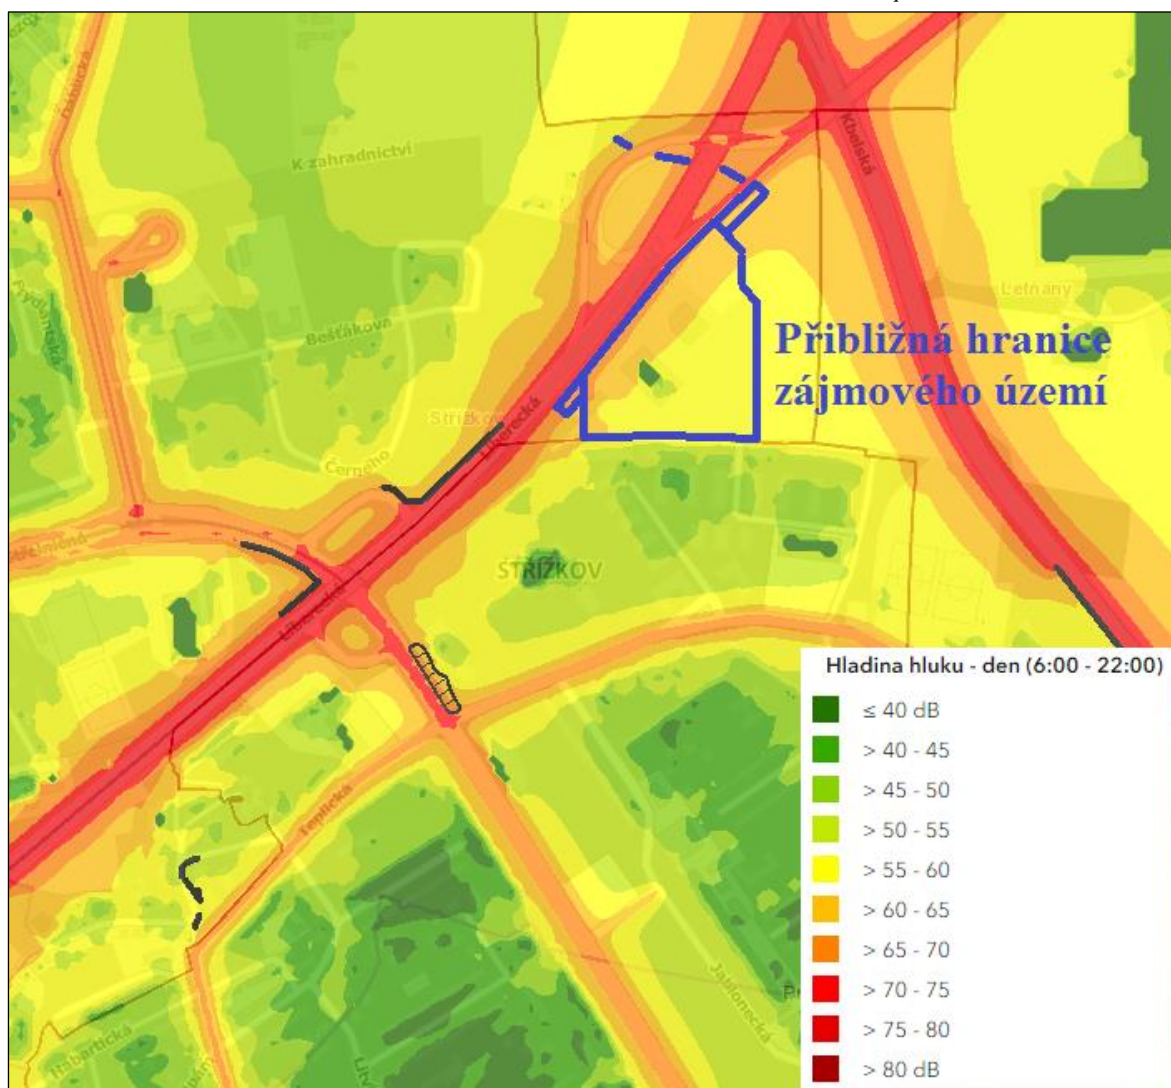 K zahradnictví
Kbelská
Letňany
Bešťákova
Přibližná hranice
zájmového území
Střížkov
Liberecká
Černého
STŘÍŽKOV
Liberecká
Teplická
Jablonecká
Hladina hluku - den (6:00 - 22:00)
≤ 40 dB
> 40 - 45
> 45 - 50
> 50 - 55
> 55 - 60
> 60 - 65
> 65 - 70
> 70 - 75
> 75 - 80
> 80 dB